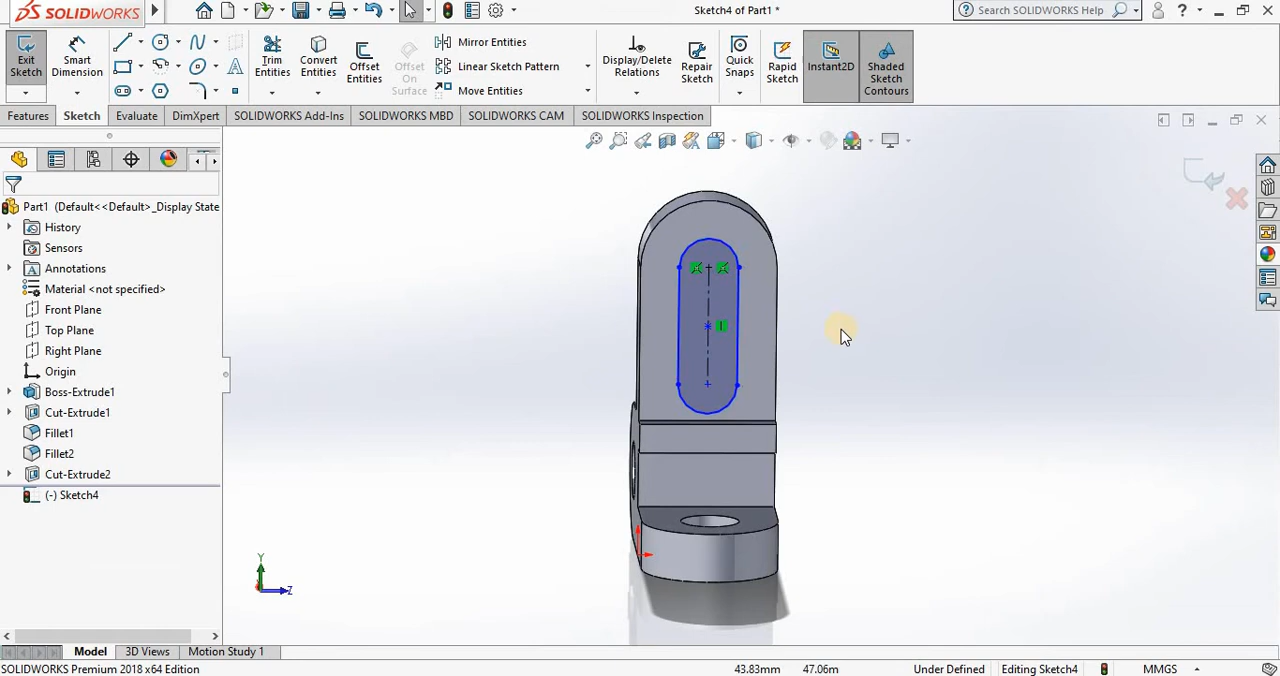 SOLIDWORKS
Sketch4 of Part1 *
Search SOLIDWORKS Help
Exit Sketch
Smart Dimension
Trim Entities
Convert Entities
Offset Entities
Offset On Surface
Mirror Entities
Linear Sketch Pattern
Move Entities
Display/Delete Relations
Repair Sketch
Quick Snaps
Rapid Sketch
Instant2D
Shaded Sketch Contours
Features
Sketch
Evaluate
DimXpert
SOLIDWORKS Add-Ins
SOLIDWORKS MBD
SOLIDWORKS CAM
SOLIDWORKS Inspection
Part1 (Default<<Default>_Display State
History
Sensors
Annotations
Material <not specified>
Front Plane
Top Plane
Right Plane
Origin
Boss-Extrude1
Cut-Extrude1
Fillet1
Fillet2
Cut-Extrude2
(-) Sketch4
Y
Z
Model
3D Views
Motion Study 1
SOLIDWORKS Premium 2018 x64 Edition
43.83mm
47.06m
Under Defined
Editing Sketch4
MMGS